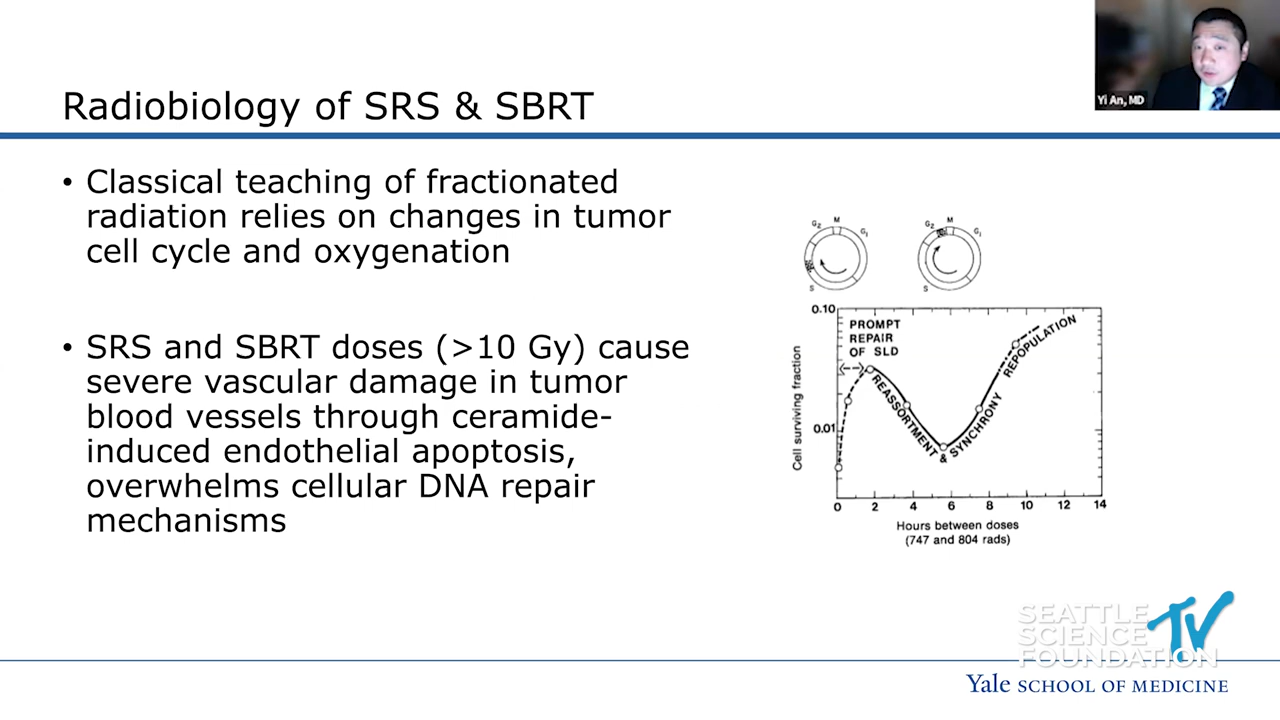 Yi An, MD
Radiobiology of SRS & SBRT
• Classical teaching of fractionated
radiation relies on changes in tumor
cell cycle and oxygenation
• SRS and SBRT doses (>10 Gy) cause
severe vascular damage in tumor
blood vessels through ceramide-
induced endothelial apoptosis,
overwhelms cellular DNA repair
mechanisms
G₂ M G₁
S
G₂ M G₁
S
Cell surviving fraction
0.10
0.01
PROMPT
REPAIR
OF SLD
REASSORTMENT
&
SYNCHRONY
REPOPULATION
0 2 4 6 8 10 12 14
Hours between doses
(747 and 804 rads)
SEATTLE
SCIENCE
FOUNDATION
TV
Yale SCHOOL OF MEDICINE